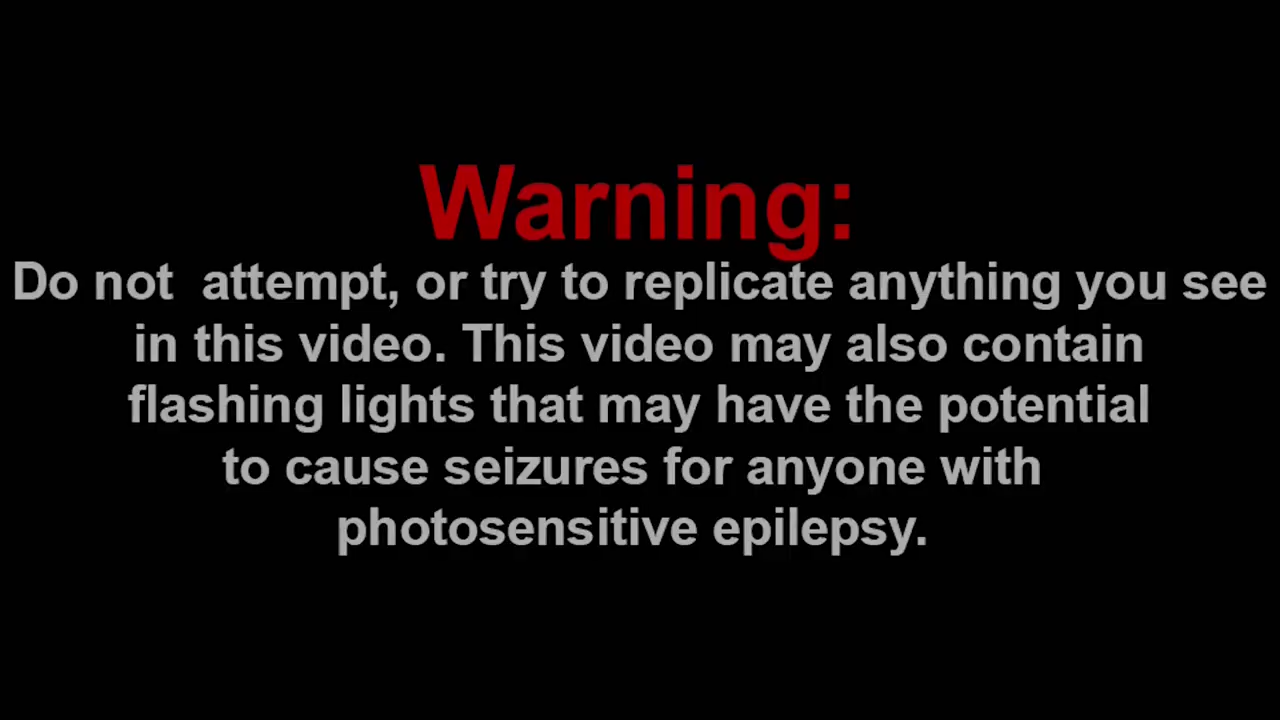 Warning:
Do not  attempt, or try to replicate anything you see
in this video. This video may also contain
flashing lights that may have the potential
to cause seizures for anyone with
photosensitive epilepsy.